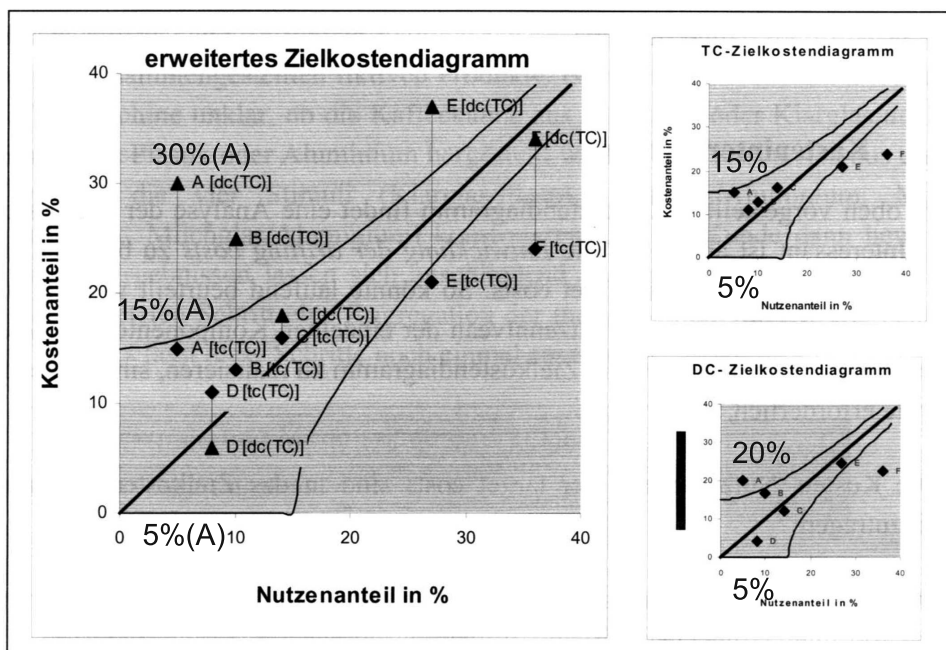 erweitertes Zielkostendiagramm
40
30
20
10
0
Kostenanteil in %
30%(A)
15%(A)
5%(A)
E [dc(TC)]
F [dc(TC)]
A [dc(TC)]
B [dc(TC)]
F [tc(TC)]
E [tc(TC)]
C [dc(TC)]
C [tc(TC)]
A [tc(TC)]
B [tc(TC)]
D [tc(TC)]
D [dc(TC)]
0 10 20 30 40
Nutzenanteil in %
TC-Zielkostendiagramm
40
30
20
10
0
Kostenanteil in %
15%
5%
A
C
E
F
0 10 20 30 40
Nutzenanteil in %
DC- Zielkostendiagramm
40
30
20
10
0
20%
5%
A
B
C
D
E
F
0 10 20 30 40
Nutzenanteil in %